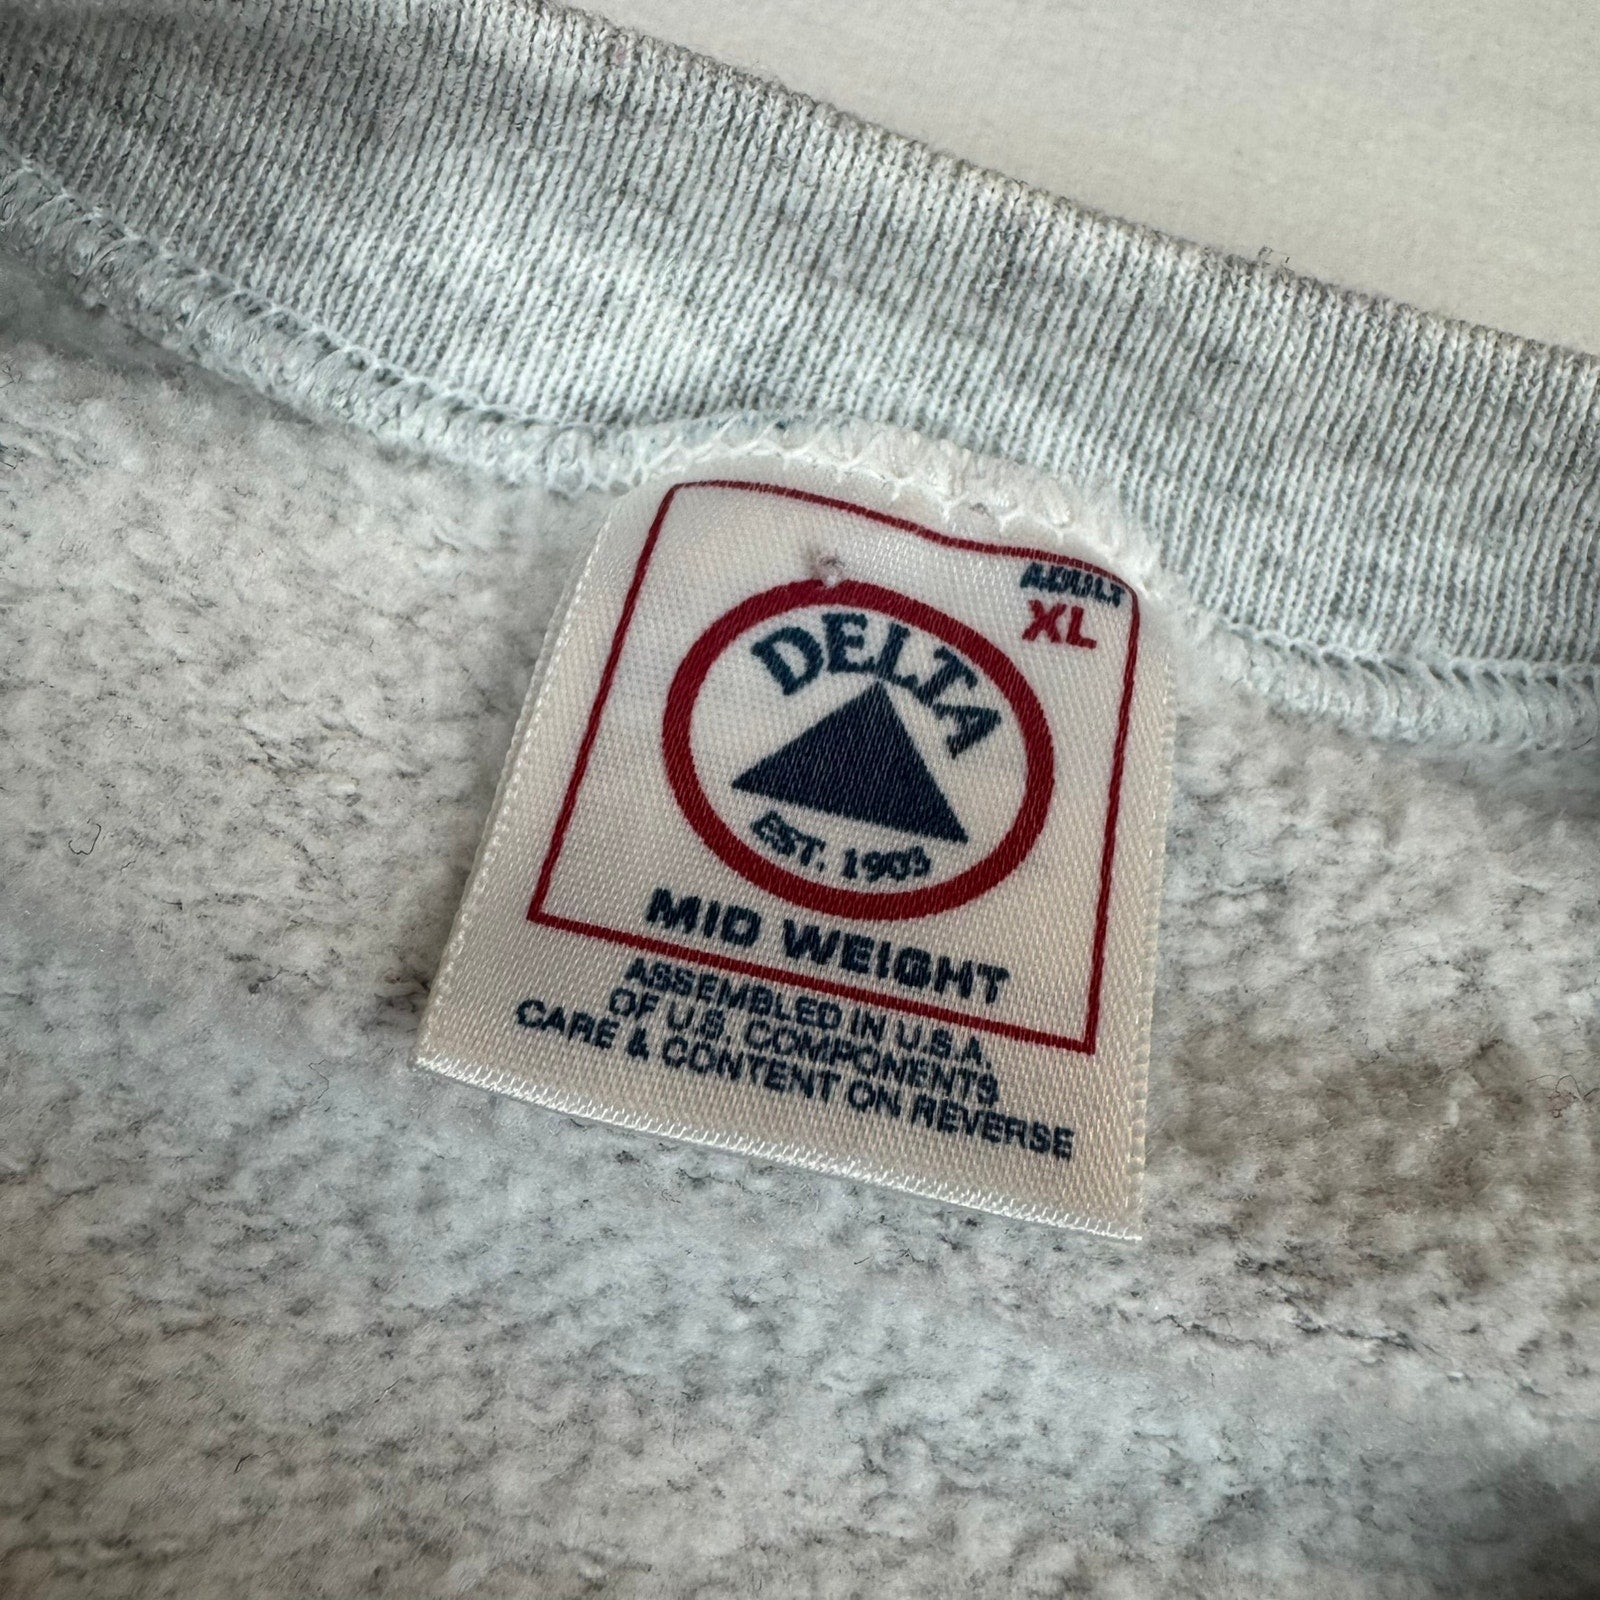 ADULT
XL
DELTA
EST. 1903
MID WEIGHT
ASSEMBLED IN U.S.A.
OF U.S. COMPONENTS
CARE & CONTENT ON REVERSE